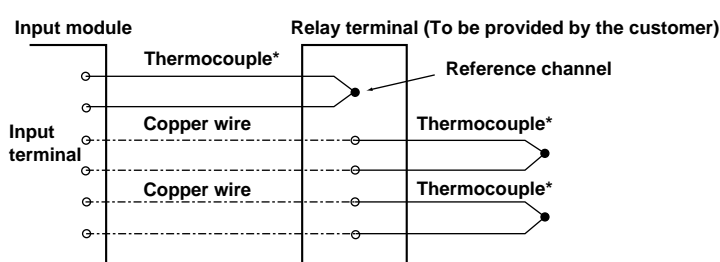 Input module
Relay terminal (To be provided by the customer)
Thermocouple*
Reference channel
Copper wire
Thermocouple*
Input
terminal
Copper wire
Thermocouple*